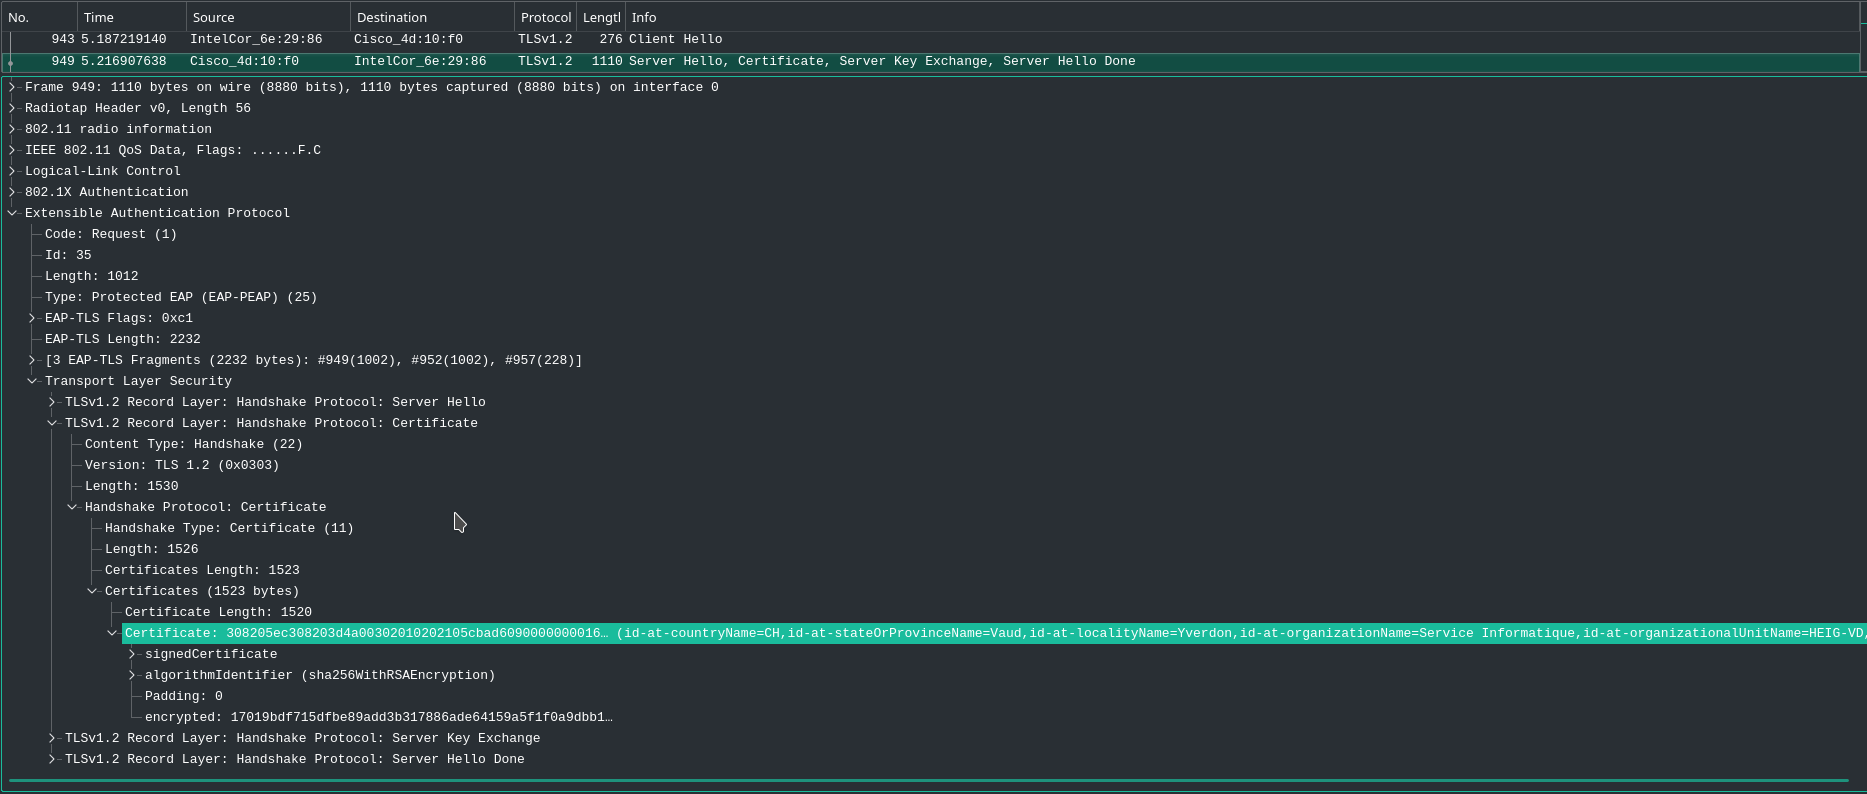 No. Time Source Destination Protocol Lengtl Info
943 5.187219140 IntelCor_6e:29:86 Cisco_4d:10:f0 TLSv1.2 276 Client Hello
949 5.216907638 Cisco_4d:10:f0 IntelCor_6e:29:86 TLSv1.2 1110 Server Hello, Certificate, Server Key Exchange, Server Hello Done
Frame 949: 1110 bytes on wire (8880 bits), 1110 bytes captured (8880 bits) on interface 0
Radiotap Header v0, Length 56
802.11 radio information
IEEE 802.11 QoS Data, Flags: ......F.C
Logical-Link Control
802.1X Authentication
Extensible Authentication Protocol
Code: Request (1)
Id: 35
Length: 1012
Type: Protected EAP (EAP-PEAP) (25)
EAP-TLS Flags: 0xc1
EAP-TLS Length: 2232
[3 EAP-TLS Fragments (2232 bytes): #949(1002), #952(1002), #957(228)]
Transport Layer Security
TLSv1.2 Record Layer: Handshake Protocol: Server Hello
TLSv1.2 Record Layer: Handshake Protocol: Certificate
Content Type: Handshake (22)
Version: TLS 1.2 (0x0303)
Length: 1530
Handshake Protocol: Certificate
Handshake Type: Certificate (11)
Length: 1526
Certificates Length: 1523
Certificates (1523 bytes)
Certificate Length: 1520
Certificate: 308205ec308203d4a00302010202105cbad6090000000016… (id-at-countryName=CH,id-at-stateOrProvinceName=Vaud,id-at-localityName=Yverdon,id-at-organizationName=Service Informatique,id-at-organizationalUnitName=HEIG-VD,
signedCertificate
algorithmIdentifier (sha256WithRSAEncryption)
Padding: 0
encrypted: 17019bdf715dfbe89add3b317886ade64159a5f1f0a9dbb1…
TLSv1.2 Record Layer: Handshake Protocol: Server Key Exchange
TLSv1.2 Record Layer: Handshake Protocol: Server Hello Done